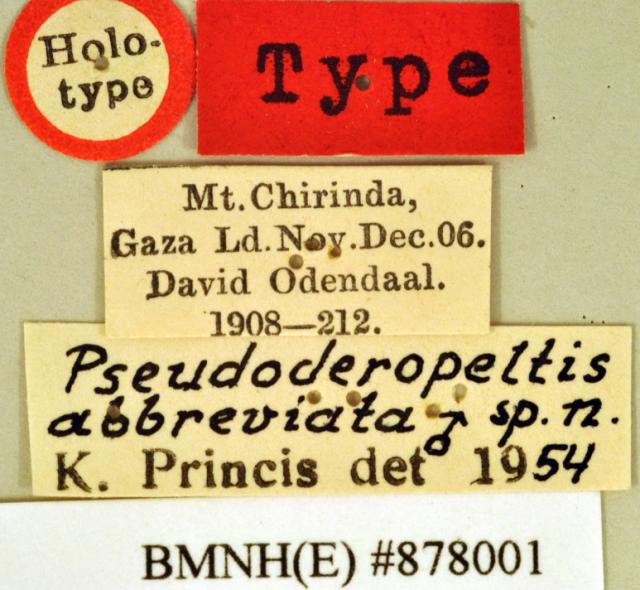 Holo-
type
Type
Mt. Chirinda,
Gaza Ld. Nov. Dec. 06.
David Odendaal.
1908—212.
Pseudoderopeltis
abbreviata ♂ sp. n.
K. Princis det 1954
BMNH(E) #878001